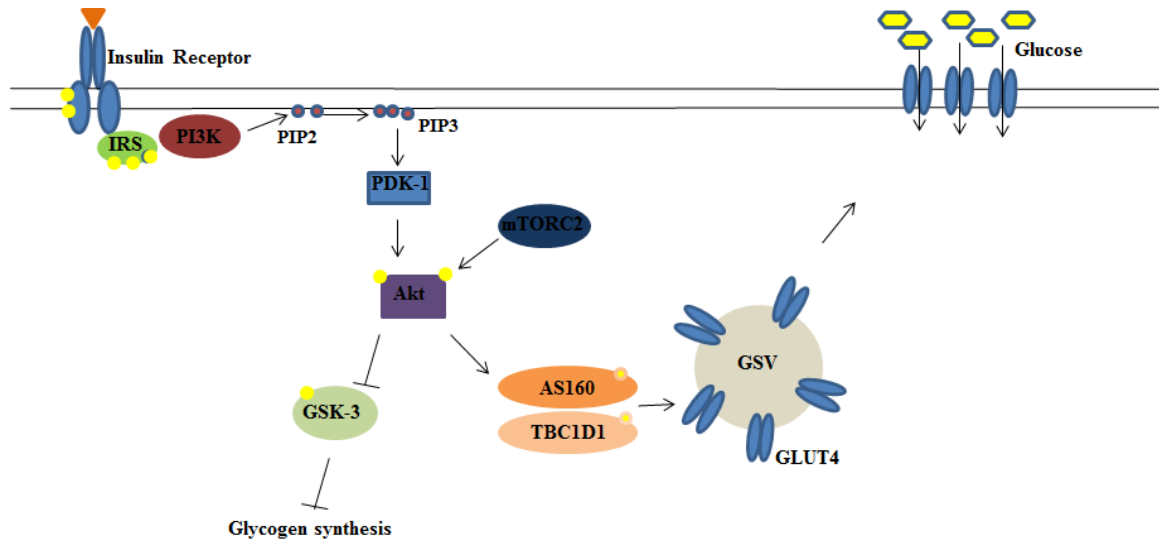 Insulin Receptor
Glucose
IRS
PI3K
PIP2
PIP3
PDK-1
mTORC2
Akt
GSV
AS160
GSK-3
TBC1D1
GLUT4
Glycogen synthesis